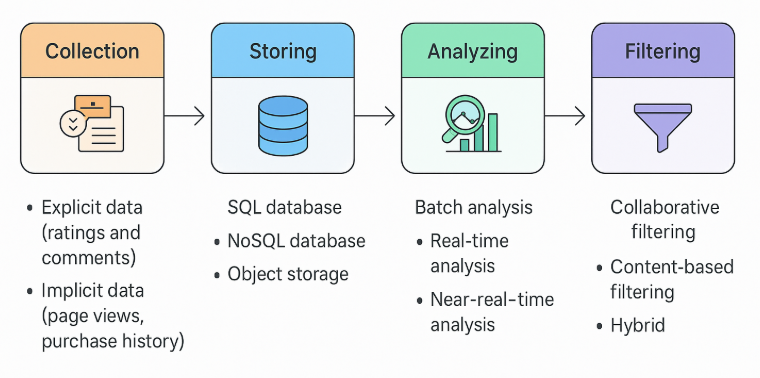 Collection
Storing
Analyzing
Filtering
• Explicit data
(ratings and
comments)
• Implicit data
(page views,
purchase history)
SQL database
• NoSQL database
• Object storage
Batch analysis
• Real-time
analysis
• Near-real-time
analysis
Collaborative
filtering
• Content-based
filtering
• Hybrid